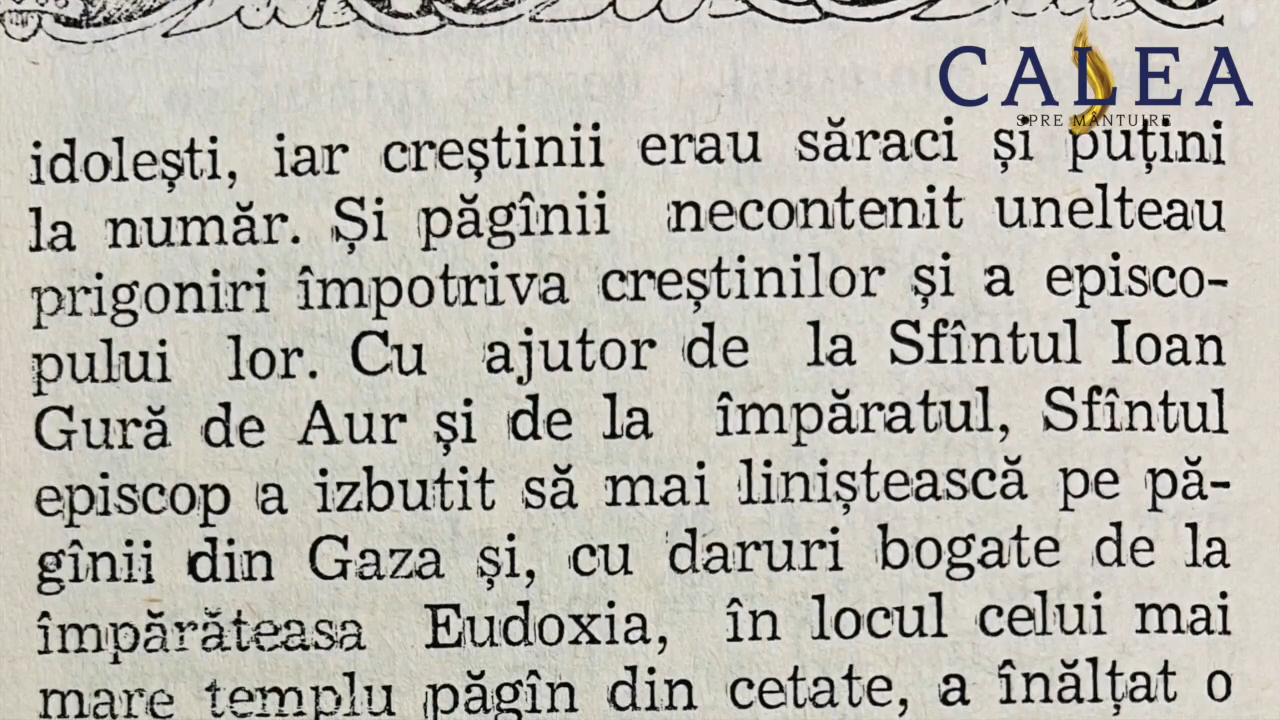 CALEA
SPRE MÂNTUIRE
idolești, iar creștinii erau săraci și puțini
la număr. Și păgînii necontenit unelteau
prigoniri împotriva creștinilor și a episco-
pului lor. Cu ajutor de la Sfîntul Ioan
Gură de Aur și de la împăratul, Sfîntul
episcop a izbutit să mai liniștească pe pă-
gînii din Gaza și, cu daruri bogate de la
împărăteasa Eudoxia, în locul celui mai
mare templu păgîn din cetate, a înălțat o